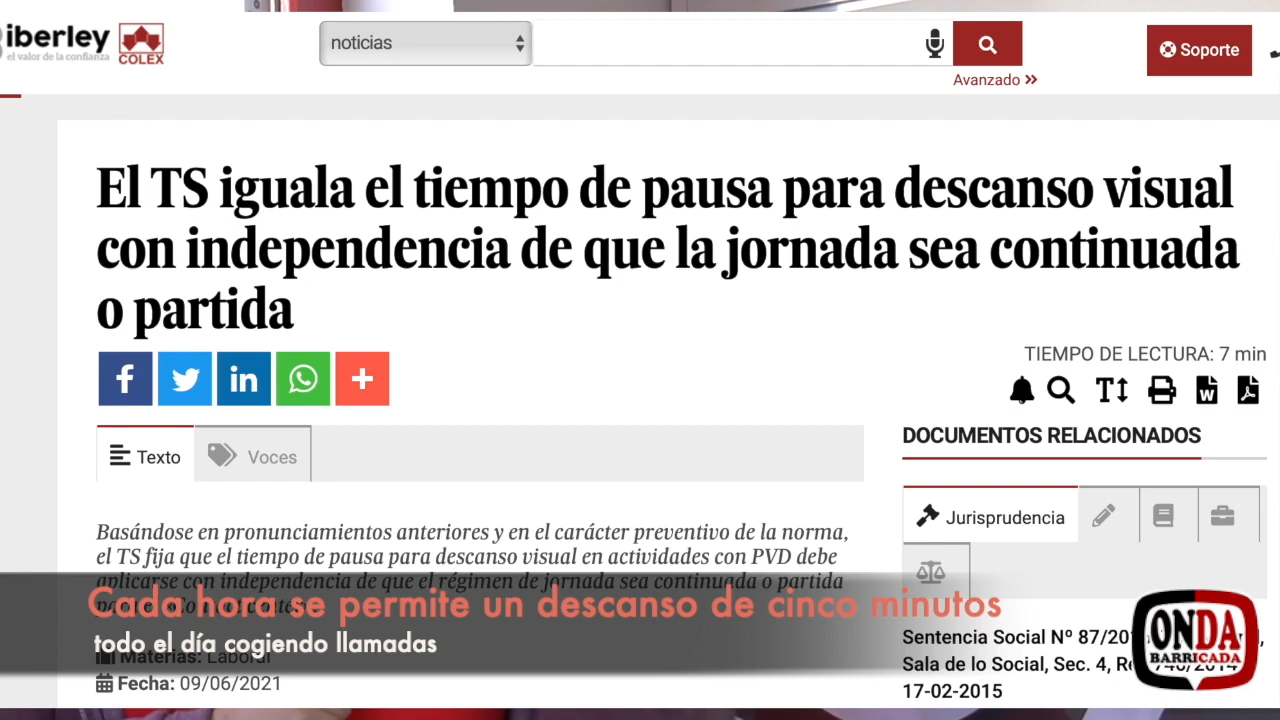 iberley
el valor de la confianza
COLEX
noticias
Avanzado
Soporte
El TS iguala el tiempo de pausa para descanso visual
con independencia de que la jornada sea continuada
o partida
TIEMPO DE LECTURA: 7 min
DOCUMENTOS RELACIONADOS
Texto
Voces
Jurisprudencia
Basándose en pronunciamientos anteriores y en el carácter preventivo de la norma,
el TS fija que el tiempo de pausa para descanso visual en actividades con PVD debe
aplicarse con independencia de que el régimen de jornada sea continuada o partida
Cada hora se permite un descanso de cinco minutos
todo el día cogiendo llamadas
Materias: Laboral
Fecha: 09/06/2021
Sentencia Social Nº
Sala de lo Social, Sec. 4,
17-02-2015
ONDA
BARRICADA